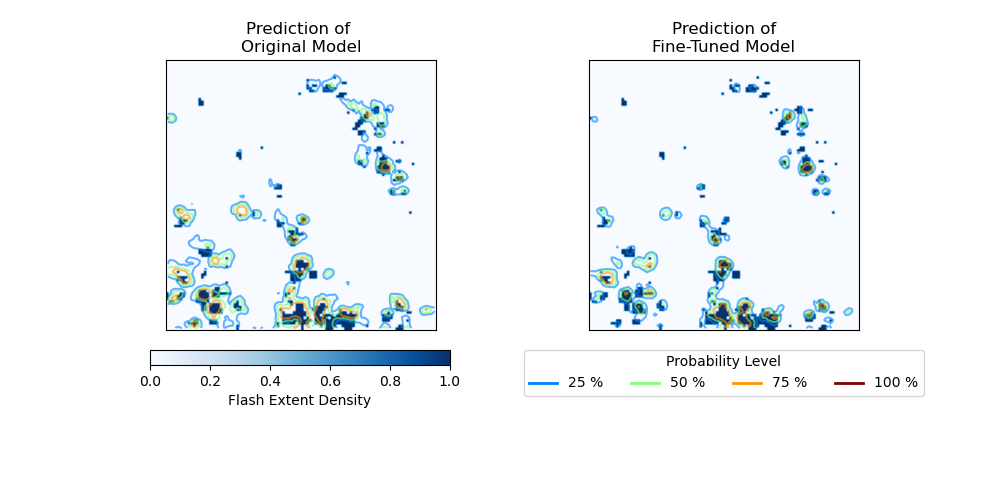 Prediction of
Original Model
Prediction of
Fine-Tuned Model
0.0 0.2 0.4 0.6 0.8 1.0
Flash Extent Density
Probability Level
25 % 50 % 75 % 100 %